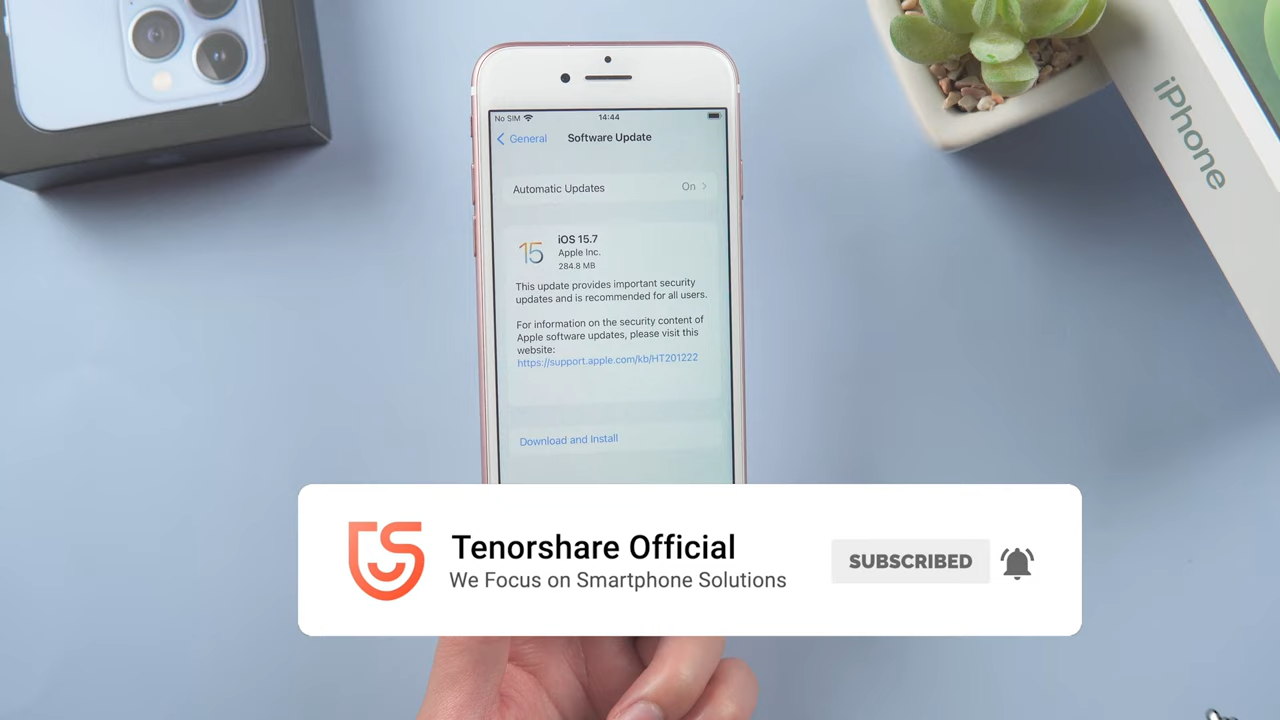 No SIM 14:44
General Software Update
Automatic Updates On
15
iOS 15.7
Apple Inc.
284.8 MB
This update provides important security
updates and is recommended for all users.
For information on the security content of
Apple software updates, please visit this
website:
https://support.apple.com/kb/HT201222
Download and Install
iPhone
Tenorshare Official
We Focus on Smartphone Solutions
SUBSCRIBED